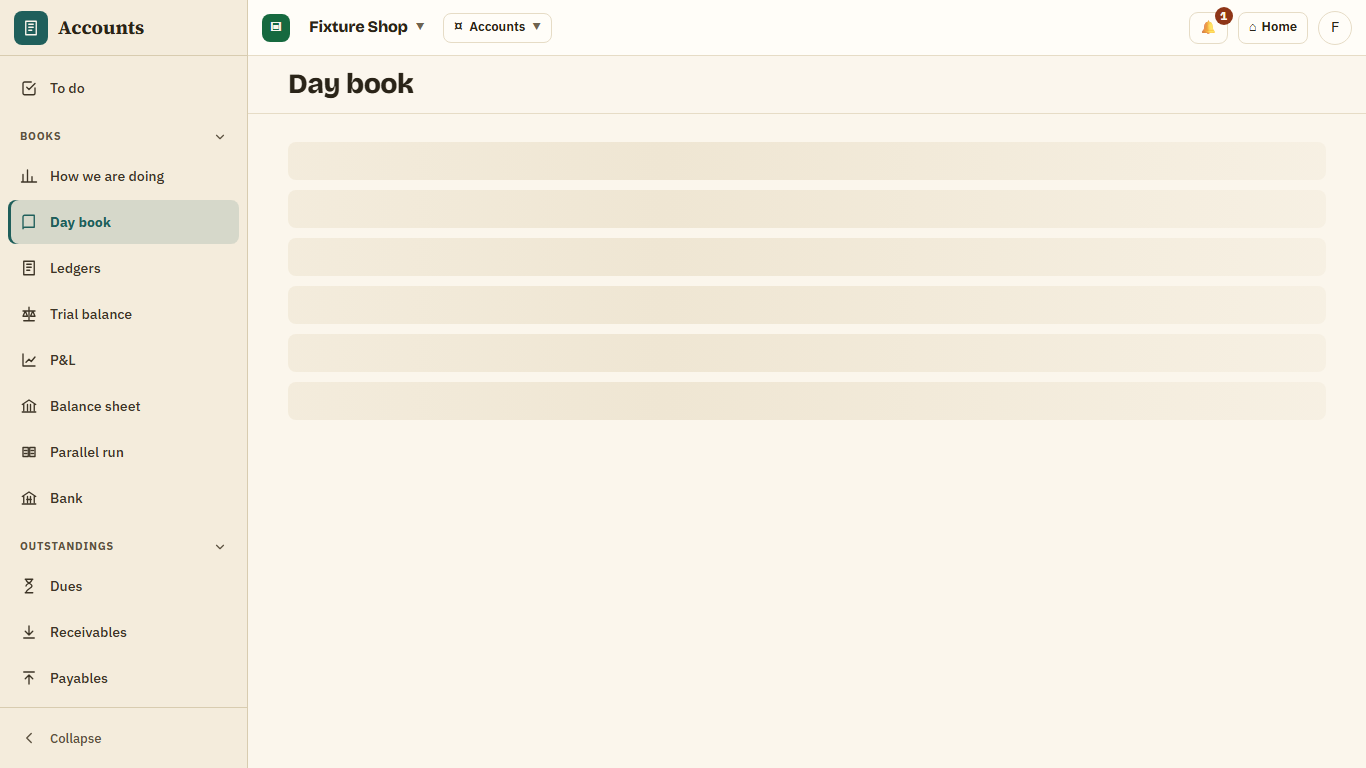 Accounts
Fixture Shop ▼
¤ Accounts ▼
1
⌂ Home
F
To do
BOOKS
How we are doing
Day book
Ledgers
Trial balance
P&L
Balance sheet
Parallel run
Bank
OUTSTANDINGS
Dues
Receivables
Payables
Collapse
Day book